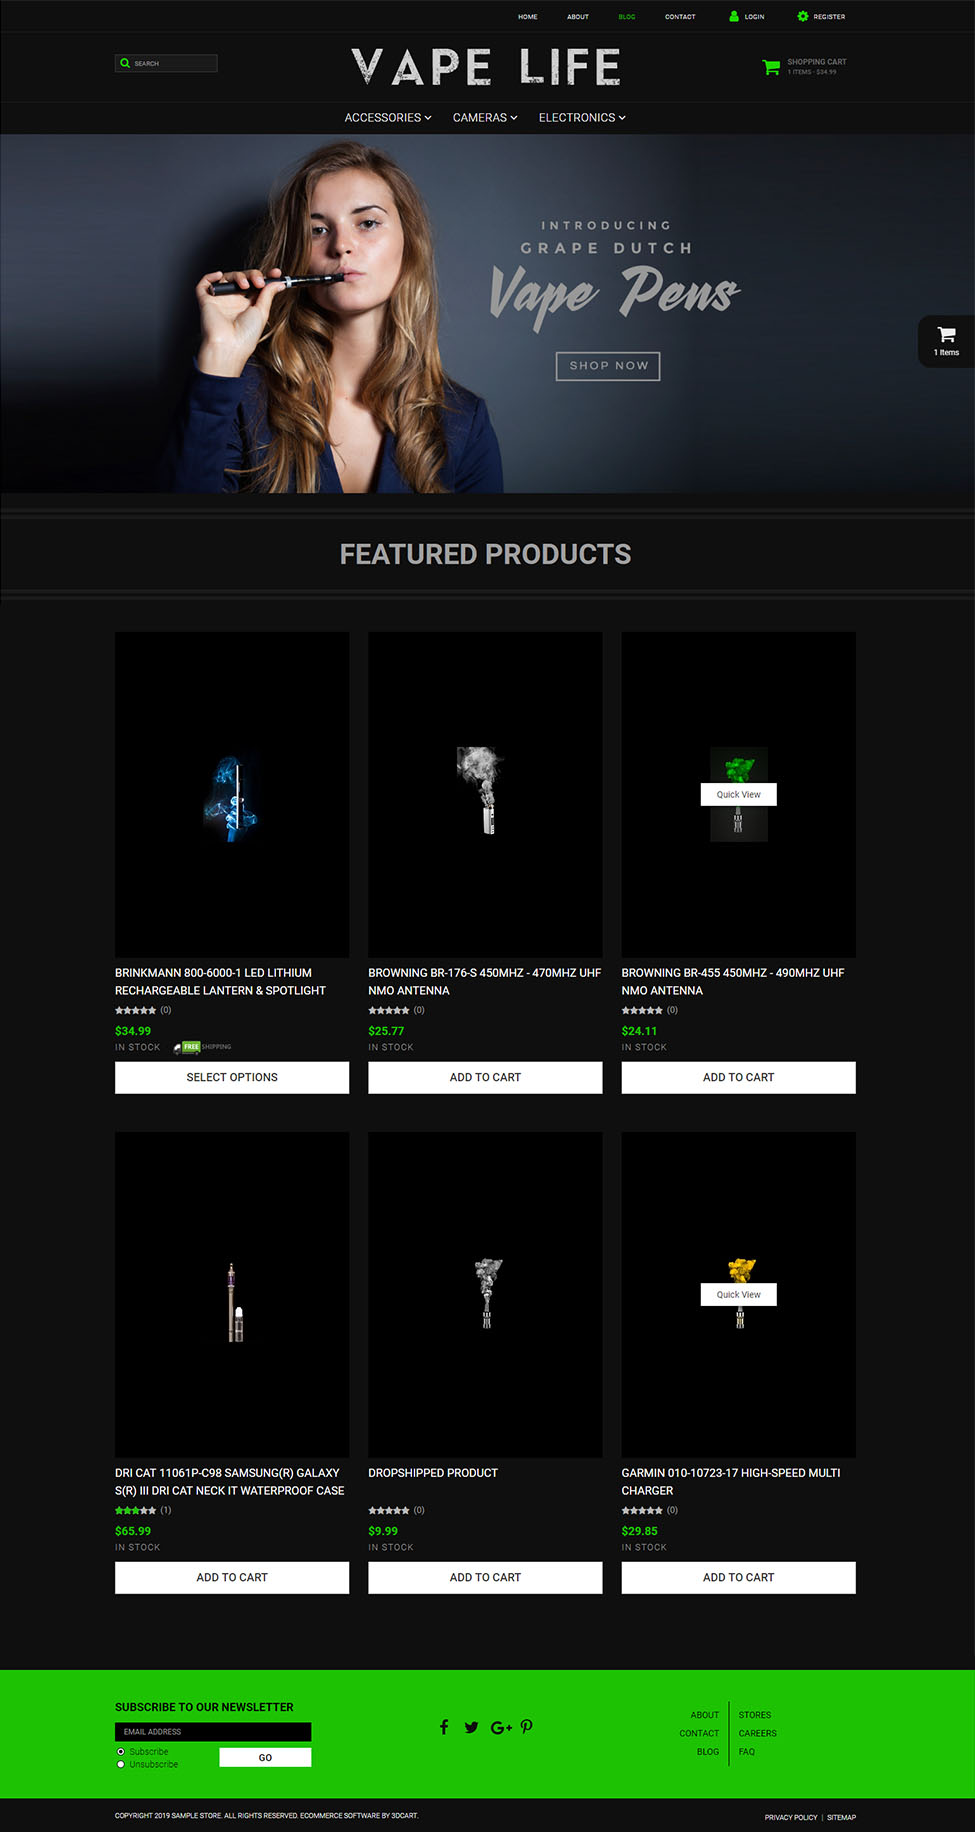 HOME ABOUT BLOG CONTACT LOGIN REGISTER
SEARCH
VAPE LIFE
SHOPPING CART
1 ITEMS - $34.99
ACCESSORIES CAMERAS ELECTRONICS
INTRODUCING
GRAPE DUTCH
Vape Pens
SHOP NOW
1 Items
FEATURED PRODUCTS
Quick View
BRINKMANN 800-6000-1 LED LITHIUM
RECHARGEABLE LANTERN & SPOTLIGHT
(0)
$34.99
IN STOCK FREE SHIPPING
SELECT OPTIONS
BROWNING BR-176-S 450MHZ - 470MHZ UHF
NMO ANTENNA
(0)
$25.77
IN STOCK
ADD TO CART
BROWNING BR-455 450MHZ - 490MHZ UHF
NMO ANTENNA
(0)
$24.11
IN STOCK
ADD TO CART
Quick View
DRI CAT 11061P-C98 SAMSUNG(R) GALAXY
S(R) III DRI CAT NECK IT WATERPROOF CASE
(1)
$65.99
IN STOCK
ADD TO CART
DROPSHIPPED PRODUCT
(0)
$9.99
IN STOCK
ADD TO CART
GARMIN 010-10723-17 HIGH-SPEED MULTI
CHARGER
(0)
$29.85
IN STOCK
ADD TO CART
SUBSCRIBE TO OUR NEWSLETTER
EMAIL ADDRESS
Subscribe
Unsubscribe
GO
ABOUT
CONTACT
BLOG
STORES
CAREERS
FAQ
COPYRIGHT 2019 SAMPLE STORE. ALL RIGHTS RESERVED. ECOMMERCE SOFTWARE BY 3DCART.
PRIVACY POLICY | SITEMAP